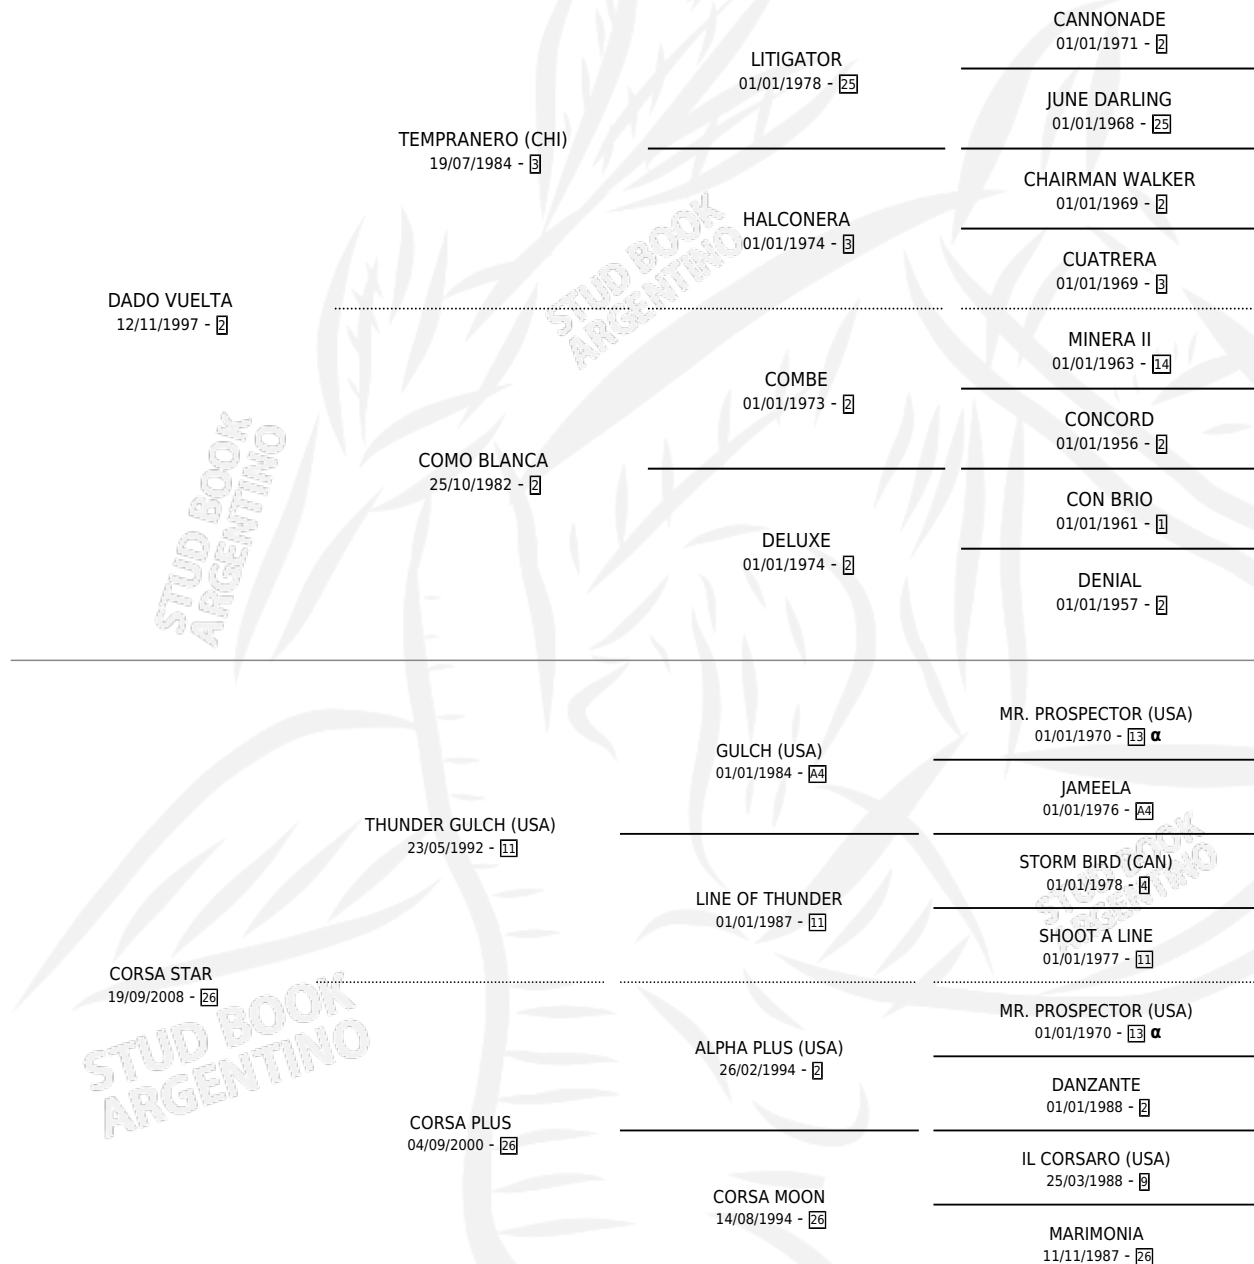 CANNONADE
01/01/1971 - 2
LITIGATOR
01/01/1978 - 25
JUNE DARLING
01/01/1968 - 25
TEMPRANERO (CHI)
19/07/1984 - 3
CHAIRMAN WALKER
01/01/1969 - 2
HALCONERA
01/01/1974 - 3
CUATRERA
01/01/1969 - 3
DADO VUELTA
12/11/1997 - 2
MINERA II
01/01/1963 - 14
COMBE
01/01/1973 - 2
CONCORD
01/01/1956 - 2
COMO BLANCA
25/10/1982 - 2
CON BRIO
01/01/1961 - 1
DELUXE
01/01/1974 - 2
DENIAL
01/01/1957 - 2
STUD BOOK
ARGENTINO
STUD BOOK
ARGENTINO
MR. PROSPECTOR (USA)
01/01/1970 - 13 α
GULCH (USA)
01/01/1984 - A4
JAMEELA
01/01/1976 - A4
THUNDER GULCH (USA)
23/05/1992 - 11
STORM BIRD (CAN)
01/01/1978 - 4
LINE OF THUNDER
01/01/1987 - 11
SHOOT A LINE
01/01/1977 - 11
CORSA STAR
19/09/2008 - 26
MR. PROSPECTOR (USA)
01/01/1970 - 13 α
ALPHA PLUS (USA)
26/02/1994 - 2
DANZANTE
01/01/1988 - 2
CORSA PLUS
04/09/2000 - 26
IL CORSARO (USA)
25/03/1988 - 9
CORSA MOON
14/08/1994 - 26
MARIMONIA
11/11/1987 - 26
STUD BOOK
ARGENTINO
STUD BOOK
ARGENTINO